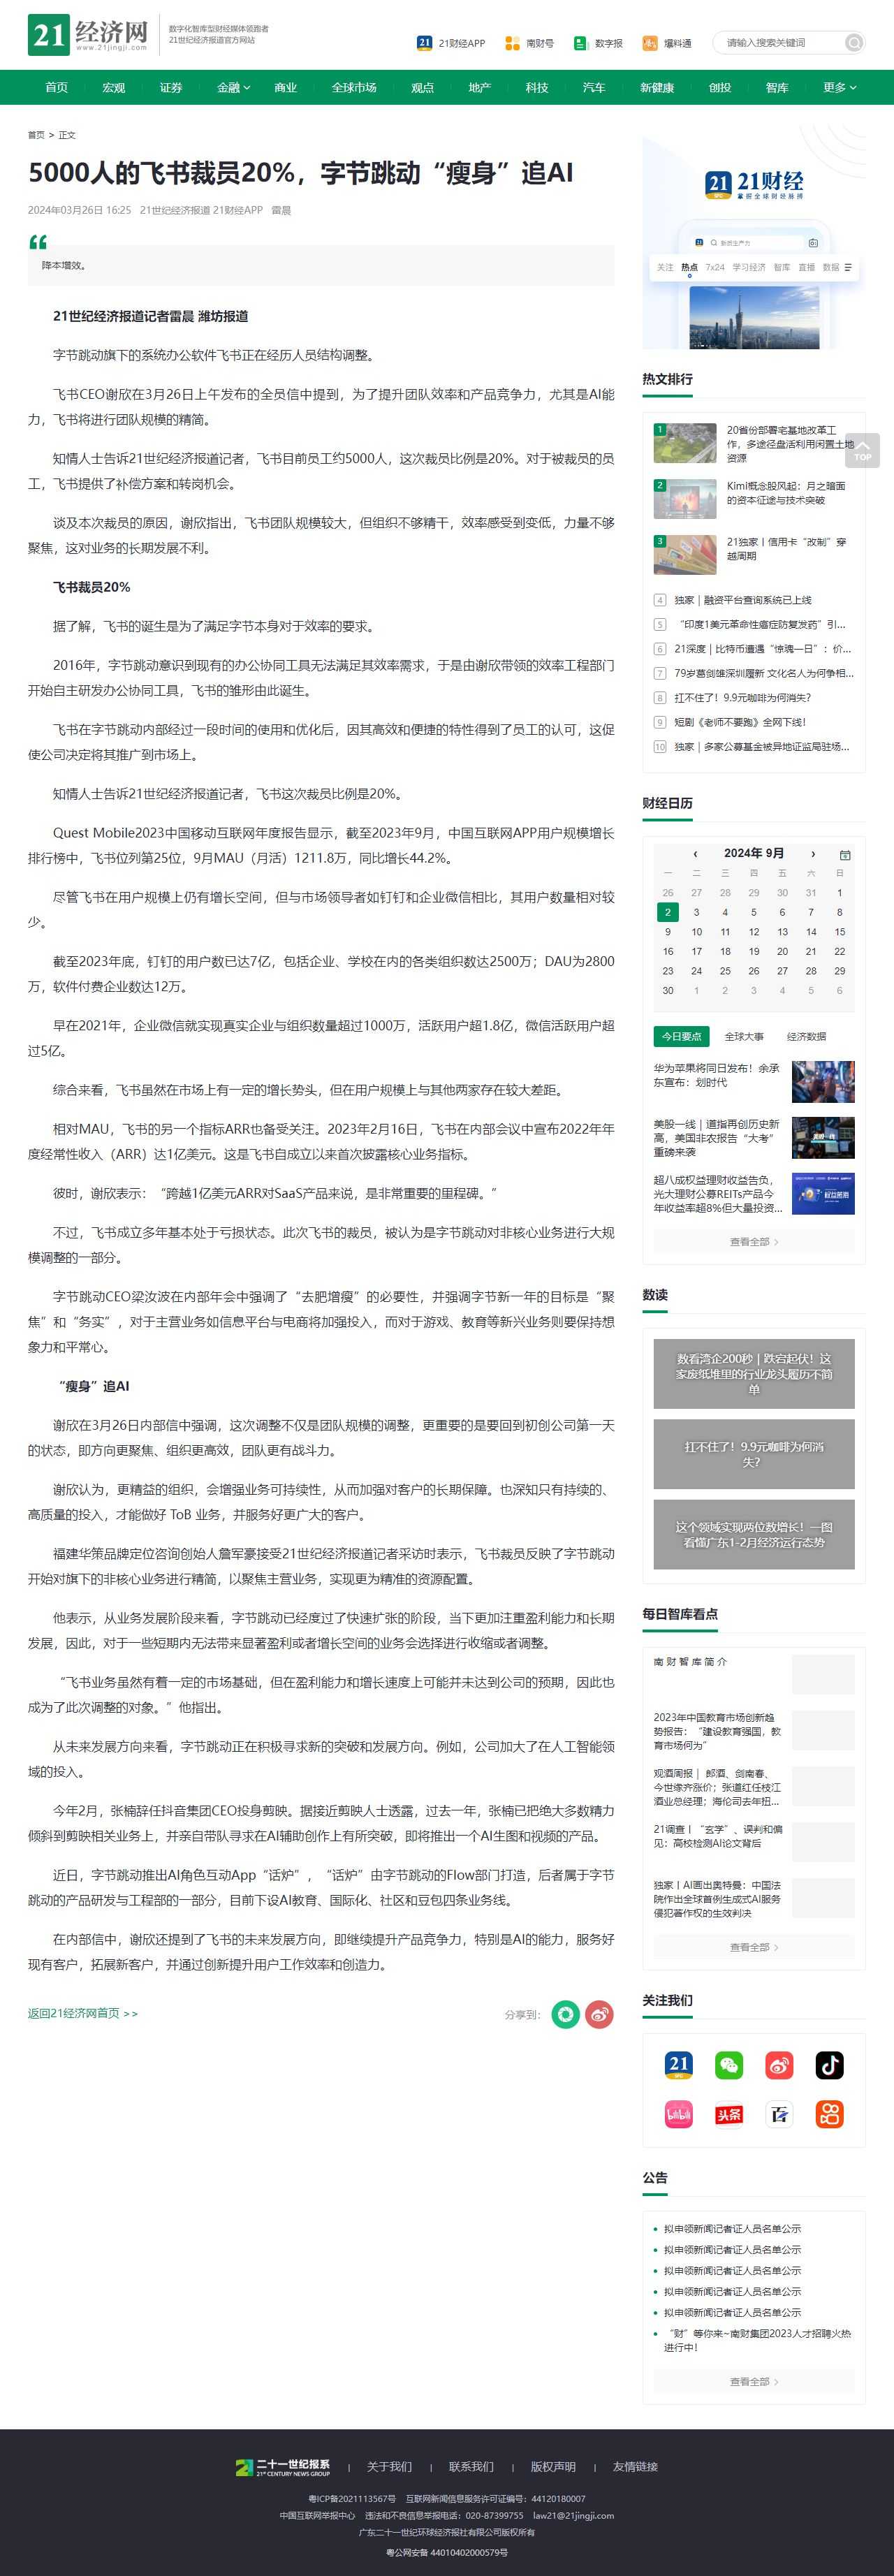 21经济网
www.21jingji.com
数字化智库型财经媒体领跑者
21世纪经济报道官方网站
21财经APP
南财号
数字报
爆料通
请输入搜索关键词
首页
宏观
证券
金融
商业
全球市场
观点
地产
科技
汽车
新健康
创投
智库
更多
首页 > 正文
5000人的飞书裁员20%，字节跳动“瘦身”追AI
2024年03月26日 16:25 21世纪经济报道 21财经APP 雷晨
降本增效。
21世纪经济报道记者雷晨 潍坊报道
字节跳动旗下的系统办公软件飞书正在经历人员结构调整。
飞书CEO谢欣在3月26日上午发布的全员信中提到，为了提升团队效率和产品竞争力，尤其是AI能
力，飞书将进行团队规模的精简。
知情人士告诉21世纪经济报道记者，飞书目前员工约5000人，这次裁员比例是20%。对于被裁员的员
工，飞书提供了补偿方案和转岗机会。
谈及本次裁员的原因，谢欣指出，飞书团队规模较大，但组织不够精干，效率感受到变低，力量不够
聚焦，这对业务的长期发展不利。
飞书裁员20%
据了解，飞书的诞生是为了满足字节本身对于效率的要求。
2016年，字节跳动意识到现有的办公协同工具无法满足其效率需求，于是由谢欣带领的效率工程部门
开始自主研发办公协同工具，飞书的雏形由此诞生。
飞书在字节跳动内部经过一段时间的使用和优化后，因其高效和便捷的特性得到了员工的认可，这促
使公司决定将其推广到市场上。
知情人士告诉21世纪经济报道记者，飞书这次裁员比例是20%。
Quest Mobile2023中国移动互联网年度报告显示，截至2023年9月，中国互联网APP用户规模增长
排行榜中，飞书位列第25位，9月MAU（月活）1211.8万，同比增长44.2%。
尽管飞书在用户规模上仍有增长空间，但与市场领导者如钉钉和企业微信相比，其用户数量相对较
少。
截至2023年底，钉钉的用户数已达7亿，包括企业、学校在内的各类组织数达2500万；DAU为2800
万，软件付费企业数达12万。
早在2021年，企业微信就实现真实企业与组织数量超过1000万，活跃用户超1.8亿，微信活跃用户超
过5亿。
综合来看，飞书虽然在市场上有一定的增长势头，但在用户规模上与其他两家存在较大差距。
相对MAU，飞书的另一个指标ARR也备受关注。2023年2月16日，飞书在内部会议中宣布2022年年
度经常性收入（ARR）达1亿美元。这是飞书自成立以来首次披露核心业务指标。
彼时，谢欣表示：“跨越1亿美元ARR对SaaS产品来说，是非常重要的里程碑。”
不过，飞书成立多年基本处于亏损状态。此次飞书的裁员，被认为是字节跳动对非核心业务进行大规
模调整的一部分。
字节跳动CEO梁汝波在内部年会中强调了“去肥增瘦”的必要性，并强调字节新一年的目标是“聚
焦”和“务实”，对于主营业务如信息平台与电商将加强投入，而对于游戏、教育等新兴业务则要保持想
象力和平常心。
“瘦身”追AI
谢欣在3月26日内部信中强调，这次调整不仅是团队规模的调整，更重要的是要回到初创公司第一天
的状态，即方向更聚焦、组织更高效，团队更有战斗力。
谢欣认为，更精益的组织，会增强业务可持续性，从而加强对客户的长期保障。也深知只有持续的、
高质量的投入，才能做好 ToB 业务，并服务好更广大的客户。
福建华策品牌定位咨询创始人詹军豪接受21世纪经济报道记者采访时表示，飞书裁员反映了字节跳动
开始对旗下的非核心业务进行精简，以聚焦主营业务，实现更为精准的资源配置。
他表示，从业务发展阶段来看，字节跳动已经度过了快速扩张的阶段，当下更加注重盈利能力和长期
发展，因此，对于一些短期内无法带来显著盈利或者增长空间的业务会选择进行收缩或者调整。
“飞书业务虽然有着一定的市场基础，但在盈利能力和增长速度上可能并未达到公司的预期，因此也
成为了此次调整的对象。”他指出。
从未来发展方向来看，字节跳动正在积极寻求新的突破和发展方向。例如，公司加大了在人工智能领
域的投入。
今年2月，张楠辞任抖音集团CEO投身剪映。据接近剪映人士透露，过去一年，张楠已把绝大多数精力
倾斜到剪映相关业务上，并亲自带队寻求在AI辅助创作上有所突破，即将推出一个AI生图和视频的产品。
近日，字节跳动推出AI角色互动App“话炉”，“话炉”由字节跳动的Flow部门打造，后者属于字节
跳动的产品研发与工程部的一部分，目前下设AI教育、国际化、社区和豆包四条业务线。
在内部信中，谢欣还提到了飞书的未来发展方向，即继续提升产品竞争力，特别是AI的能力，服务好
现有客户，拓展新客户，并通过创新提升用户工作效率和创造力。
返回21经济网首页 >>
分享到：
21财经
掌握全球财经脉搏
新质生产力
关注 热点 7x24 学习经济 智库 直播 数据
热文排行
1
20省份部署宅基地改革工
作，多途径盘活利用闲置土地
资源
TOP
2
Kimi概念股风起：月之暗面
的资本征途与技术突破
3
21独家丨信用卡“改制”穿
越周期
4 独家｜融资平台查询系统已上线
5 “印度1美元革命性癌症防复发药”引...
6 21深度｜比特币遭遇“惊魂一日”：价...
7 79岁葛剑雄深圳履新 文化名人为何争相...
8 扛不住了！9.9元咖啡为何消失？
9 短剧《老师不要跑》全网下线！
10 独家｜多家公募基金被异地证监局驻场...
财经日历
‹ 2024年 9月 ›
一 二 三 四 五 六 日
26 27 28 29 30 31 1
2 3 4 5 6 7 8
9 10 11 12 13 14 15
16 17 18 19 20 21 22
23 24 25 26 27 28 29
30 1 2 3 4 5 6
今日要点 全球大事 经济数据
华为苹果将同日发布！余承
东宣布：划时代
美股一线｜道指再创历史新
高，美国非农报告“大考”
重磅来袭
超八成权益理财收益告负，
光大理财公募REITs产品今
年收益率超8%但大量投资...
查看全部
数读
数看湾企200秒｜跌宕起伏！这
家废纸堆里的行业龙头履历不简
单
扛不住了！9.9元咖啡为何消
失？
这个领域实现两位数增长！一图
看懂广东1-2月经济运行态势
每日智库看点
南 财 智 库 简 介
2023年中国教育市场创新趋
势报告：“建设教育强国，教
育市场何为”
观酒周报｜ 郎酒、剑南春、
今世缘齐涨价；张道红任枝江
酒业总经理；海伦司去年扭...
21调查丨“玄学”、误判和偏
见：高校检测AI论文背后
独家丨AI画出奥特曼：中国法
院作出全球首例生成式AI服务
侵犯著作权的生效判决
查看全部
关注我们
21
bilibili
头条
百
公告
拟申领新闻记者证人员名单公示
拟申领新闻记者证人员名单公示
拟申领新闻记者证人员名单公示
拟申领新闻记者证人员名单公示
拟申领新闻记者证人员名单公示
“财”等你来~南财集团2023人才招聘火热
进行中！
查看全部
二十一世纪报系
21st CENTURY NEWS GROUP
关于我们
联系我们
版权声明
友情链接
粤ICP备2021113567号 互联网新闻信息服务许可证编号：44120180007
中国互联网举报中心 违法和不良信息举报电话：020-87399755 law21@21jingji.com
广东二十一世纪环球经济报社有限公司版权所有
粤公网安备 44010402000579号